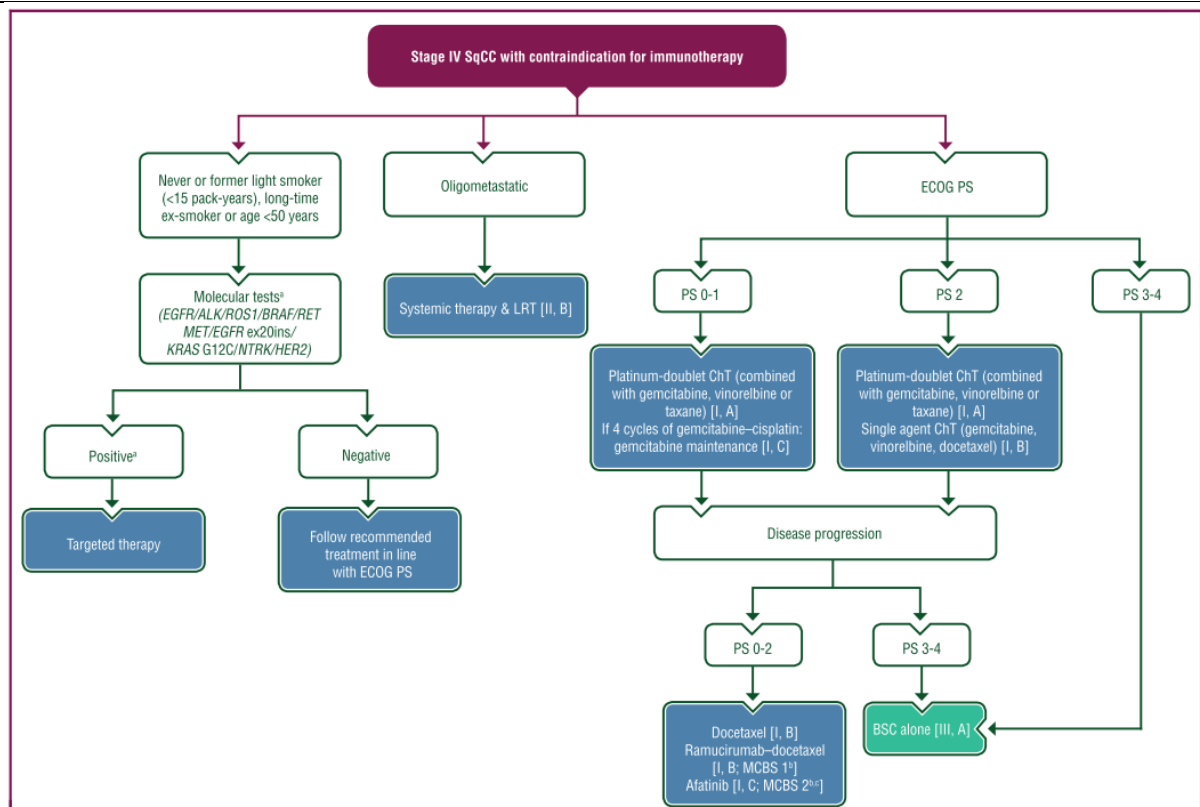 Stage IV SqCC with contraindication for immunotherapy
Never or former light smoker
(<15 pack-years), long-time
ex-smoker or age <50 years
Oligometastatic
ECOG PS
Molecular testsª
(EGFR/ALK/ROS1/BRAF/RET
MET/EGFR ex20ins/
KRAS G12C/NTRK/HER2)
Systemic therapy & LRT [II, B]
PS 0-1
PS 2
PS 3-4
Platinum-doublet ChT (combined
with gemcitabine, vinorelbine or
taxane) [I, A]
If 4 cycles of gemcitabine–cisplatin:
gemcitabine maintenance [I, C]
Platinum-doublet ChT (combined
with gemcitabine, vinorelbine or
taxane) [I, A]
Single agent ChT (gemcitabine,
vinorelbine, docetaxel) [I, B]
Positiveª
Negative
Targeted therapy
Follow recommended
treatment in line
with ECOG PS
Disease progression
PS 0-2
PS 3-4
Docetaxel [I, B]
Ramucirumab–docetaxel
[I, B; MCBS 1ᵇ]
Afatinib [I, C; MCBS 2ᵇ,ᶜ]
BSC alone [III, A]